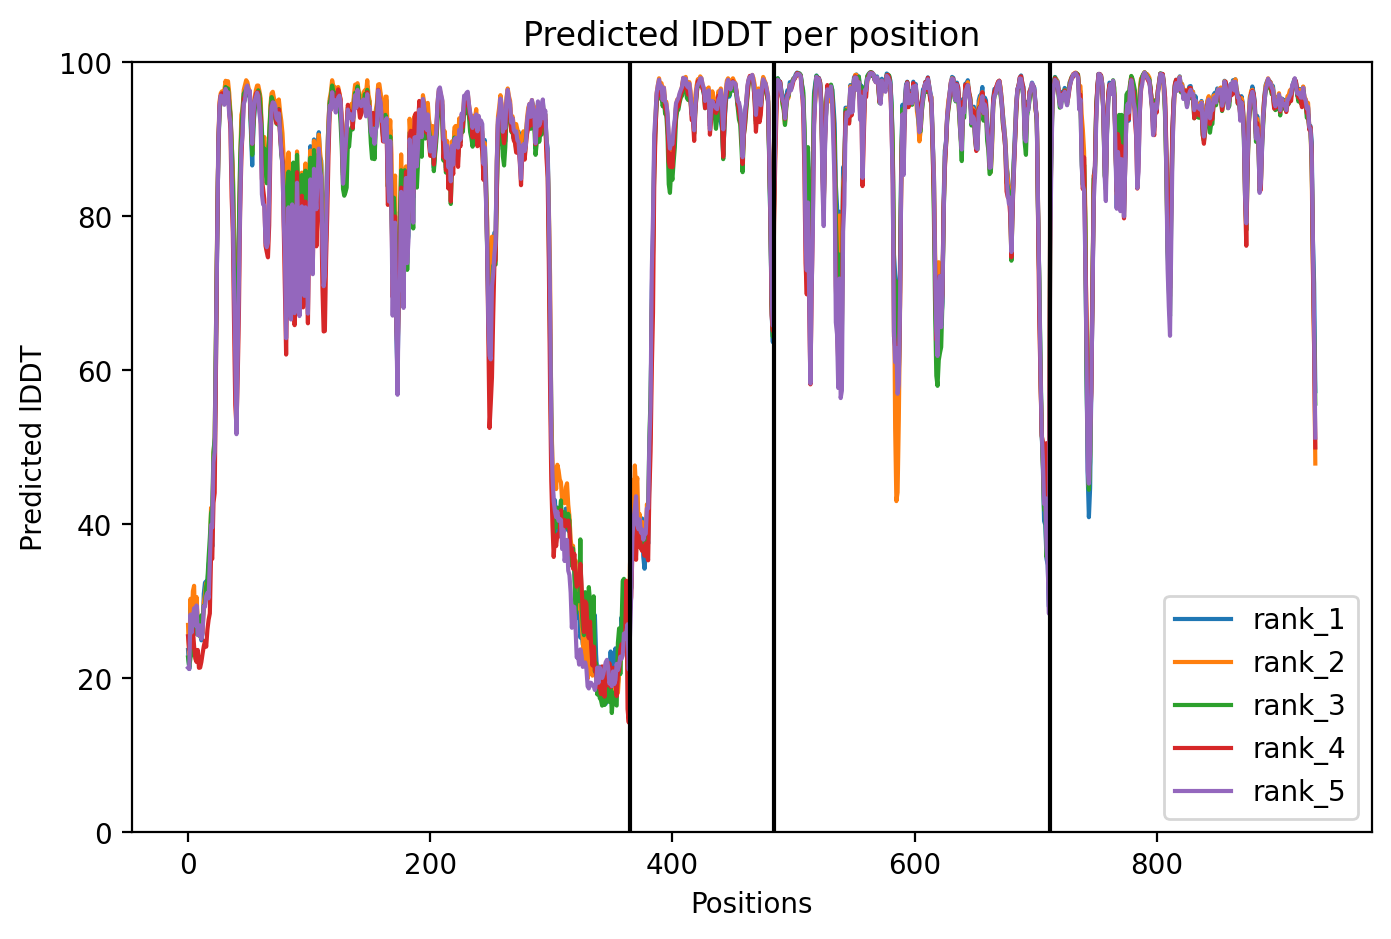 Predicted lDDT per position
100
80
60
40
20
0
Predicted lDDT
0 200 400 600 800
Positions
rank_1
rank_2
rank_3
rank_4
rank_5